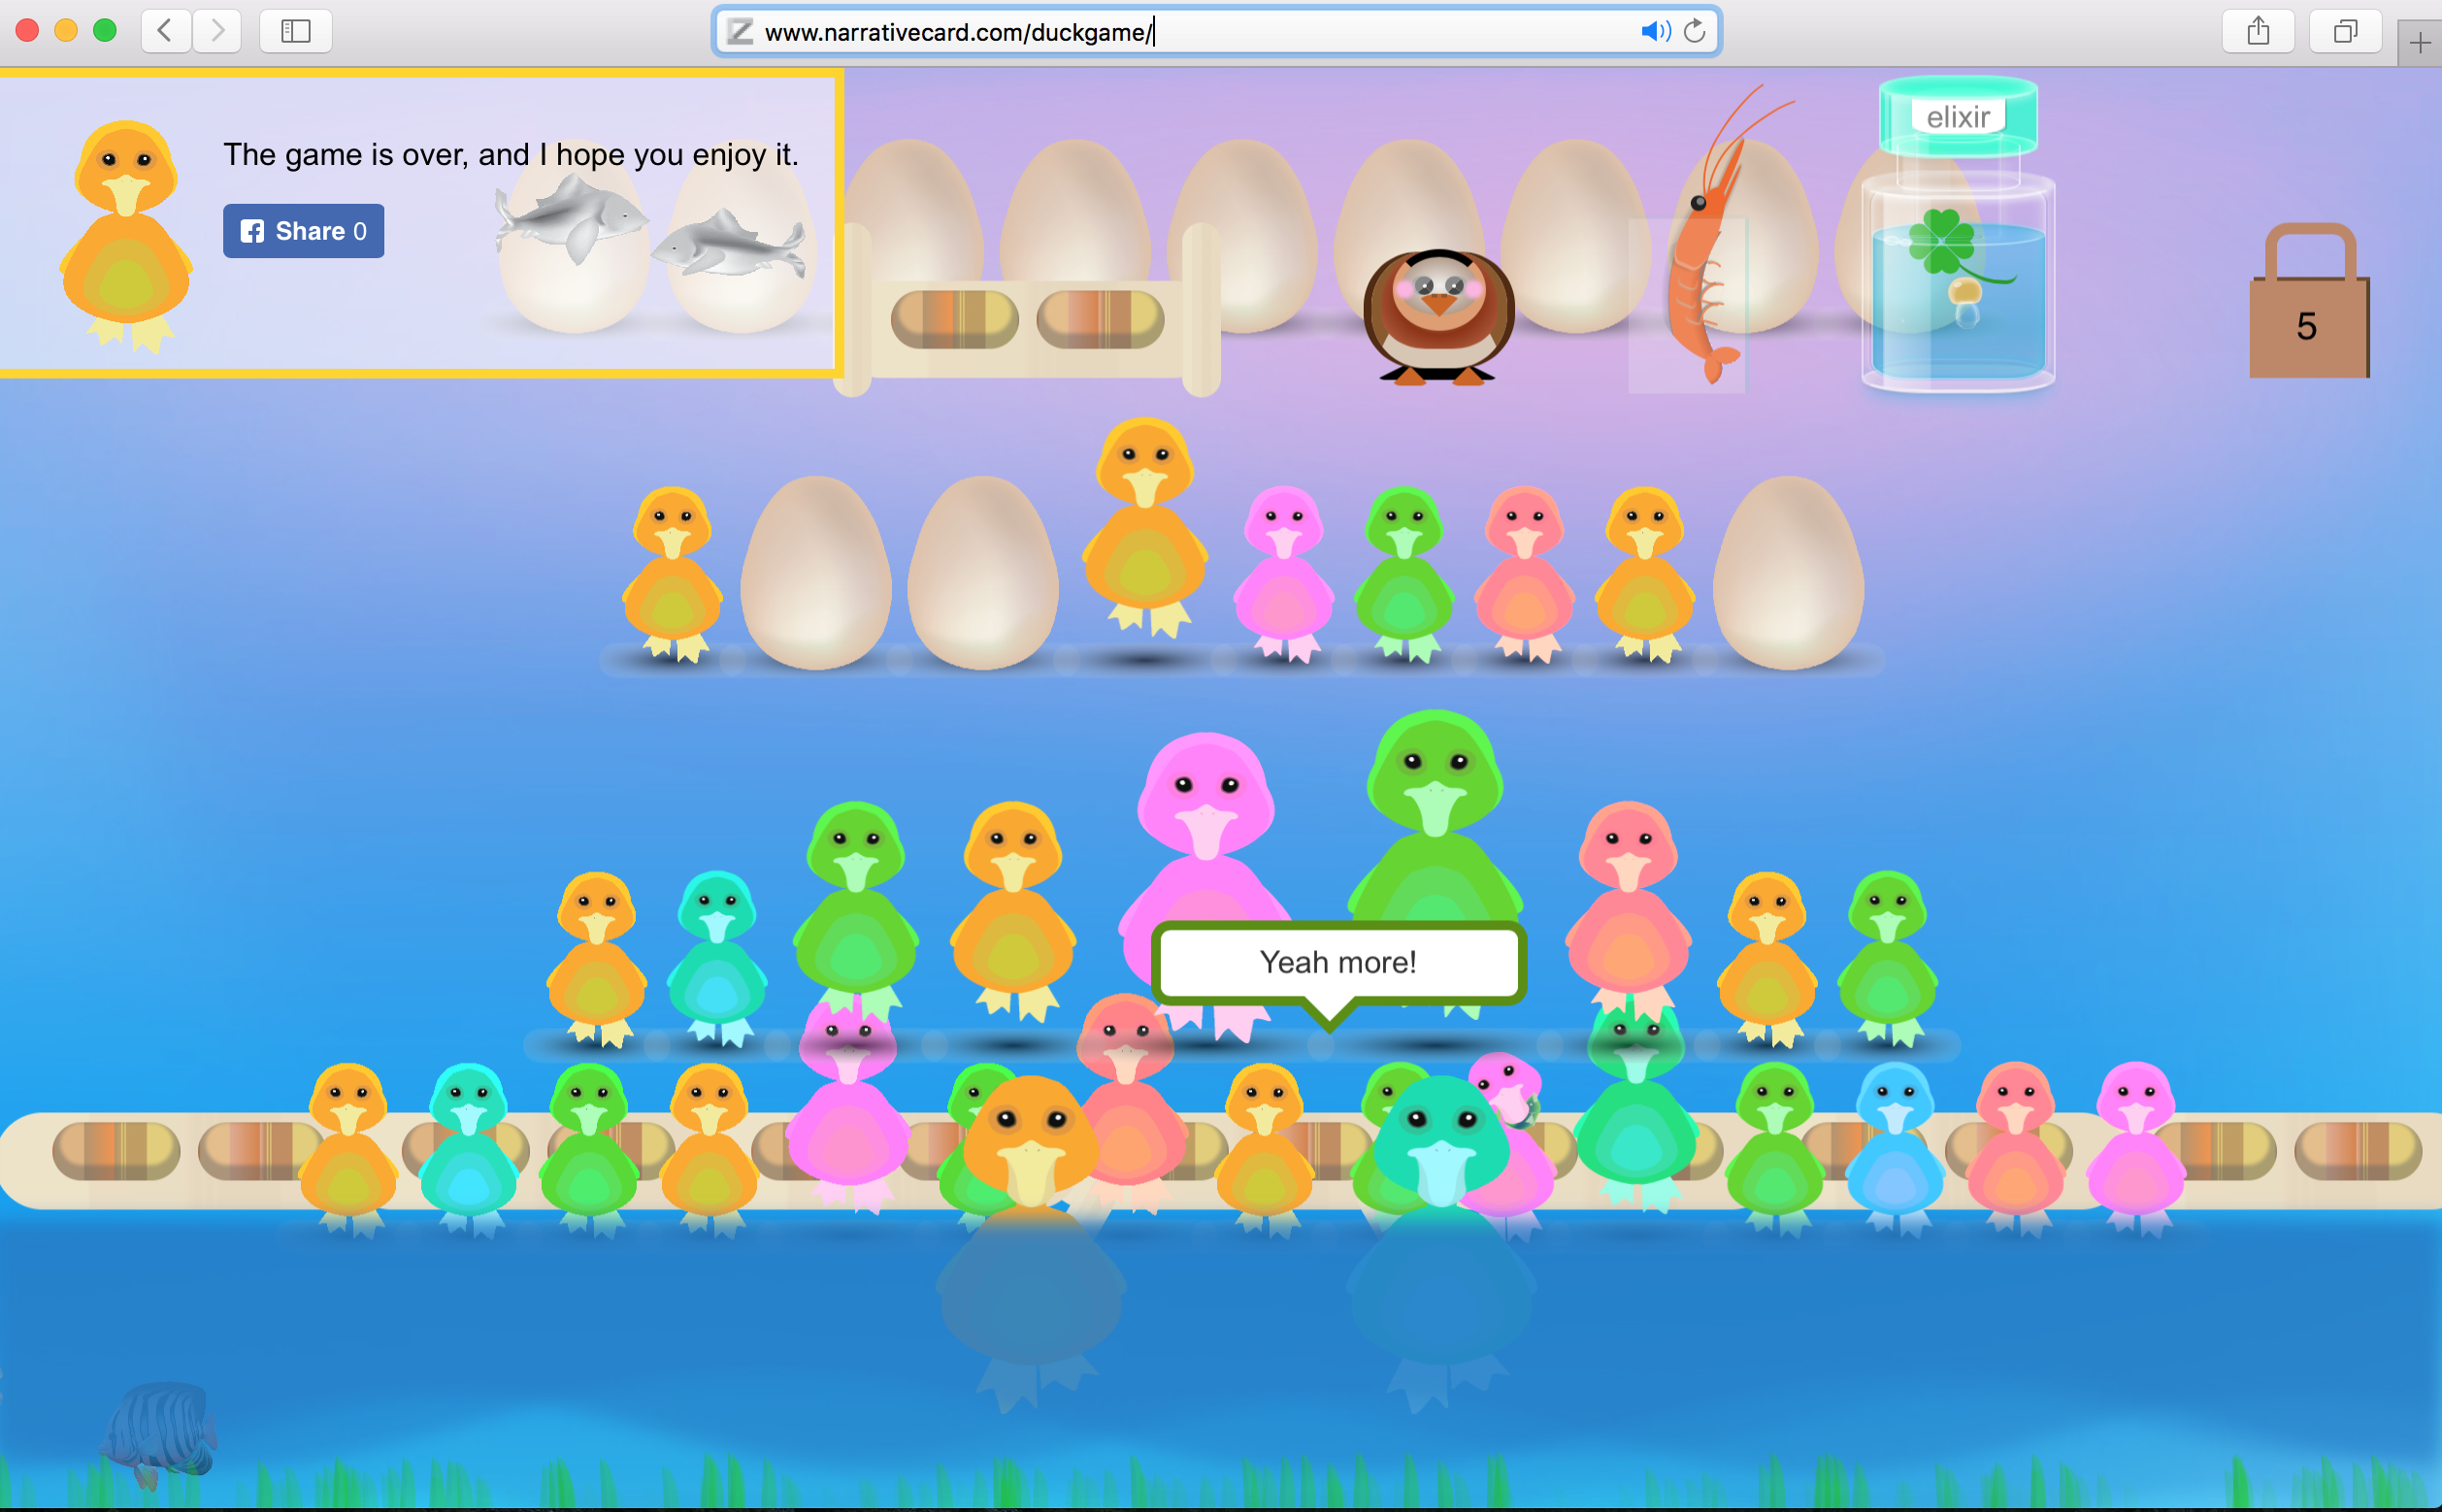 www.narrativecard.com/duckgame/
The game is over, and I hope you enjoy it.
Share 0
elixir
5
Yeah more!